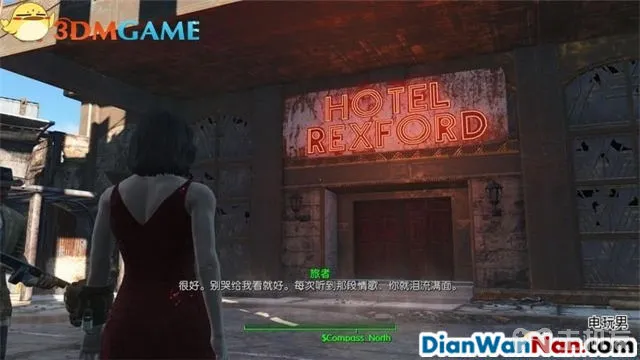 3DMGAME
HOTEL
REXFORD
旅者
很好。别哭给我看就好。每次听到那段情歌，你就泪流满面。
$Compass_North
电玩男
DianWanNan.com